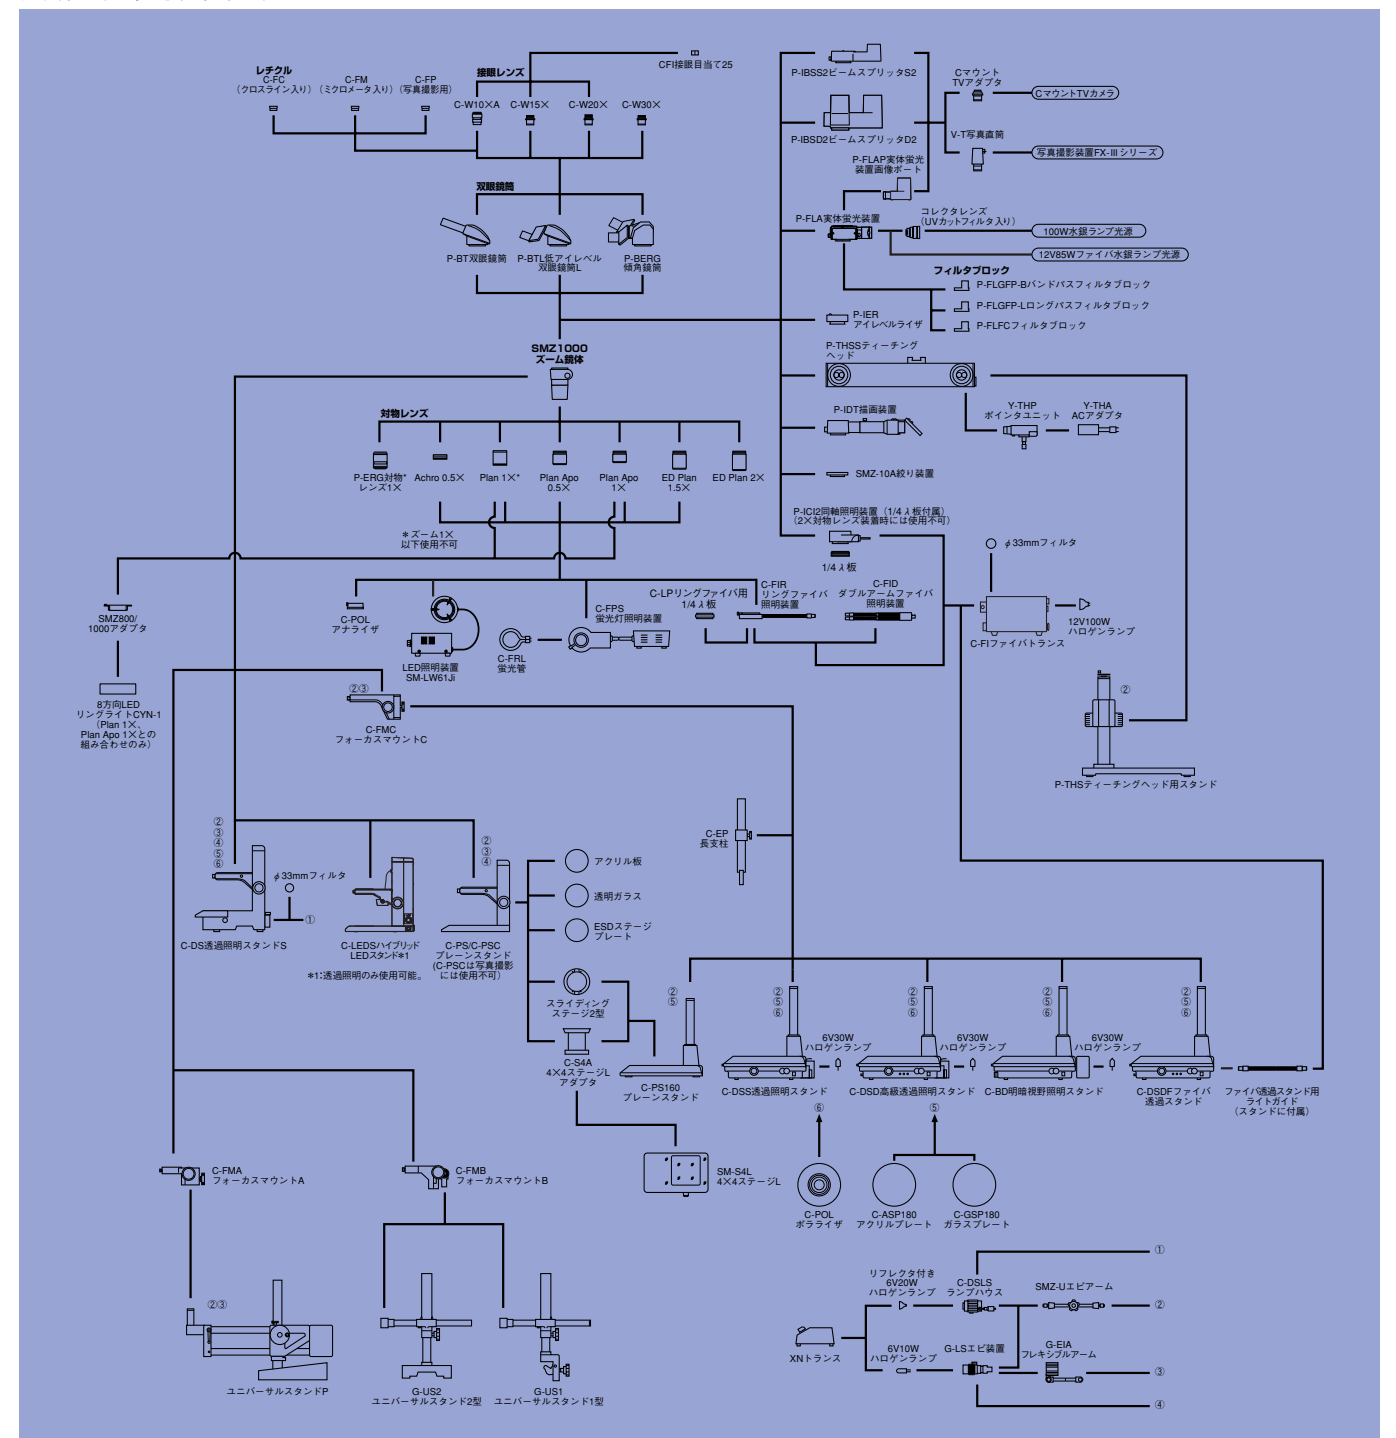 レチクル
C-FC
（クロスライン入り）
C-FM
（ミクロメータ入り）
C-FP
（写真撮影用）
接眼レンズ
CFI接眼目当て25
C-W10×A
C-W15×
C-W20×
C-W30×
双眼鏡筒
P-BT双眼鏡筒
P-BTL低アイレベル
双眼鏡筒L
P-BERG
傾角鏡筒
P-IBSS2ビームスプリッタS2
P-IBSD2ビームスプリッタD2
Cマウント
TVアダプタ
CマウントTVカメラ
V-T写真直筒
写真撮影装置FX-Ⅲシリーズ
P-FLAP実体蛍光
装置画像ポート
P-FLA実体蛍光装置
コレクタレンズ
（UVカットフィルタ入り）
100W水銀ランプ光源
12V85Wファイバ水銀ランプ光源
フィルタブロック
P-FLGFP-Bバンドパスフィルタブロック
P-FLGFP-Lロングパスフィルタブロック
P-FLFCフィルタブロック
P-IER
アイレベルライザ
P-THSSティーチング
ヘッド
Y-THP
ポインタユニット
Y-THA
ACアダプタ
P-IDT描画装置
SMZ-10A絞り装置
P-ICI2同軸照明装置（1/4λ板付属）
（2×対物レンズ装着時には使用不可）
1/4λ板
SMZ1000
ズーム鏡体
対物レンズ
P-ERG対物*
レンズ1×
Achro 0.5×
Plan 1×*
Plan Apo
0.5×
Plan Apo
1×
ED Plan
1.5×
ED Plan 2×
＊ズーム1×
以下使用不可
SMZ800/
1000アダプタ
8方向LED
リングライトCYN-1
（Plan 1×、
Plan Apo 1×との
組み合わせのみ）
C-POL
アナライザ
LED照明装置
SM-LW61Ji
C-FRL
蛍光管
C-FPS
蛍光灯照明装置
C-LPリングファイバ用
1/4λ板
C-FIR
リングファイバ
照明装置
C-FID
ダブルアームファイバ
照明装置
φ33mmフィルタ
12V100W
ハロゲンランプ
C-FIファイバトランス
②
P-THSティーチングヘッド用スタンド
②③
C-FMC
フォーカスマウントC
C-EP
長支柱
②
③
④
⑤
⑥
φ33mmフィルタ
①
C-DS透過照明スタンドS
C-LEDSハイブリッド
LEDスタンド*1
*1：透過照明のみ使用可能。
②
③
④
C-PS/C-PSC
プレーンスタンド
(C-PSCは写真撮影
には使用不可）
アクリル板
透明ガラス
ESDステージ
プレート
スライディング
ステージ2型
C-S4A
4×4ステージL
アダプタ
②
⑤
C-PS160
プレーンスタンド
②
⑤
⑥
6V30W
ハロゲンランプ
C-DSS透過照明スタンド
②
⑤
⑥
6V30W
ハロゲンランプ
C-DSD高級透過照明スタンド
②
⑤
⑥
6V30W
ハロゲンランプ
C-BD明暗視野照明スタンド
②
⑤
⑥
C-DSDFファイバ
透過スタンド
ファイバ透過スタンド用
ライトガイド
（スタンドに付属）
SM-S4L
4×4ステージL
⑥
C-POL
ポラライザ
⑤
C-ASP180
アクリルプレート
C-GSP180
ガラスプレート
C-FMA
フォーカスマウントA
C-FMB
フォーカスマウントB
②③
ユニバーサルスタンドP
G-US2
ユニバーサルスタンド2型
G-US1
ユニバーサルスタンド1型
XNトランス
リフレクタ付き
6V20W
ハロゲンランプ
C-DSLS
ランプハウス
SMZ-Uエピアーム
6V10W
ハロゲンランプ
G-LSエピ装置
G-EIA
フレキシブルアーム
①
②
③
④